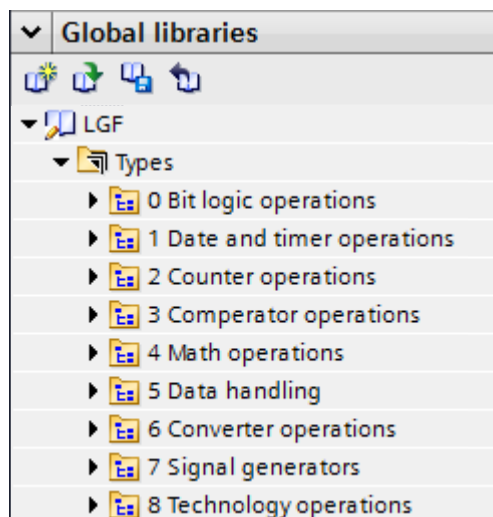 Global libraries
LGF
Types
0 Bit logic operations
1 Date and timer operations
2 Counter operations
3 Comperator operations
4 Math operations
5 Data handling
6 Converter operations
7 Signal generators
8 Technology operations